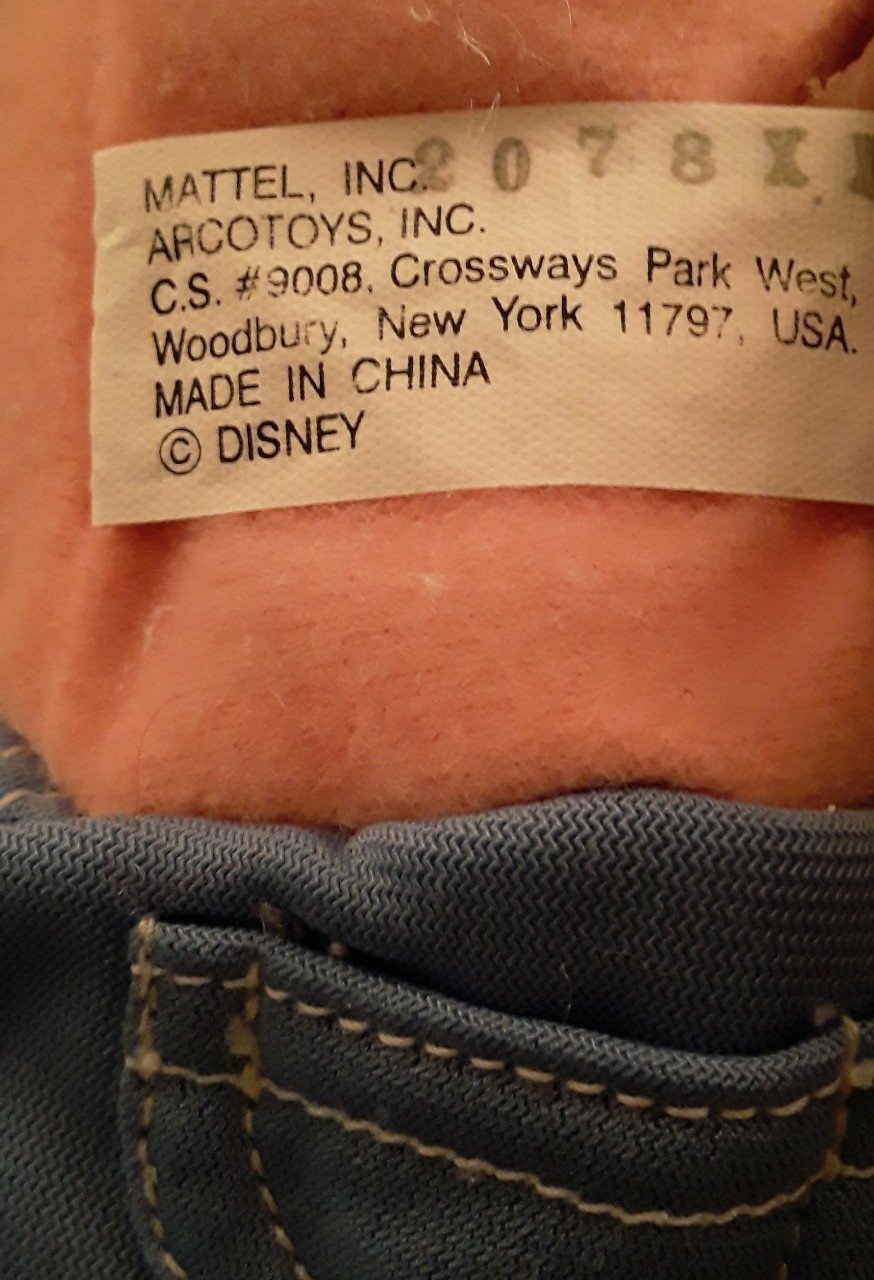 2078X
MATTEL, INC.
ARCOTOYS, INC.
C.S. #9008, Crossways Park West,
Woodbury, New York 11797, USA.
MADE IN CHINA
© DISNEY